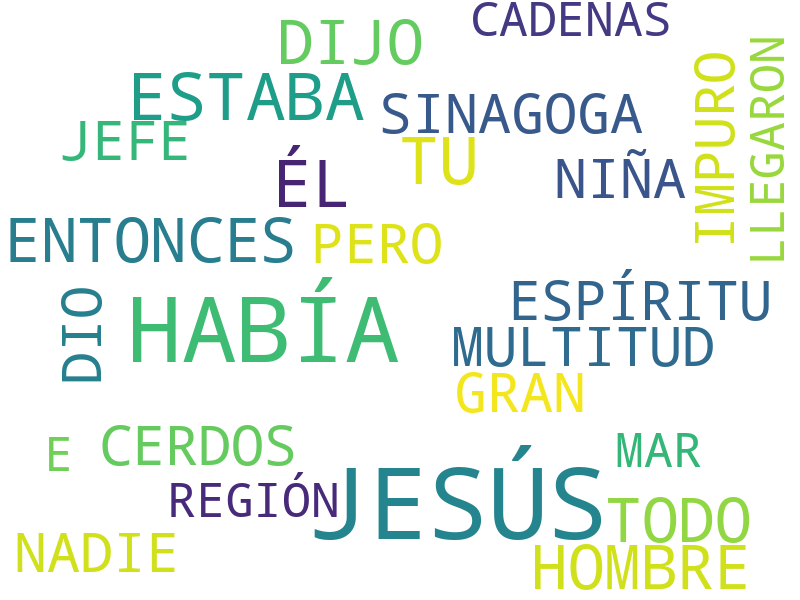 CADENAS
DIJO
ESTABA
SINAGOGA
JEFE
TU
IMPURO
LLEGARON
ÉL
NIÑA
ENTONCES
PERO
DIO
HABÍA
ESPÍRITU
MULTITUD
GRAN
E
CERDOS
MAR
REGIÓN
JESÚS
TODO
NADIE
HOMBRE